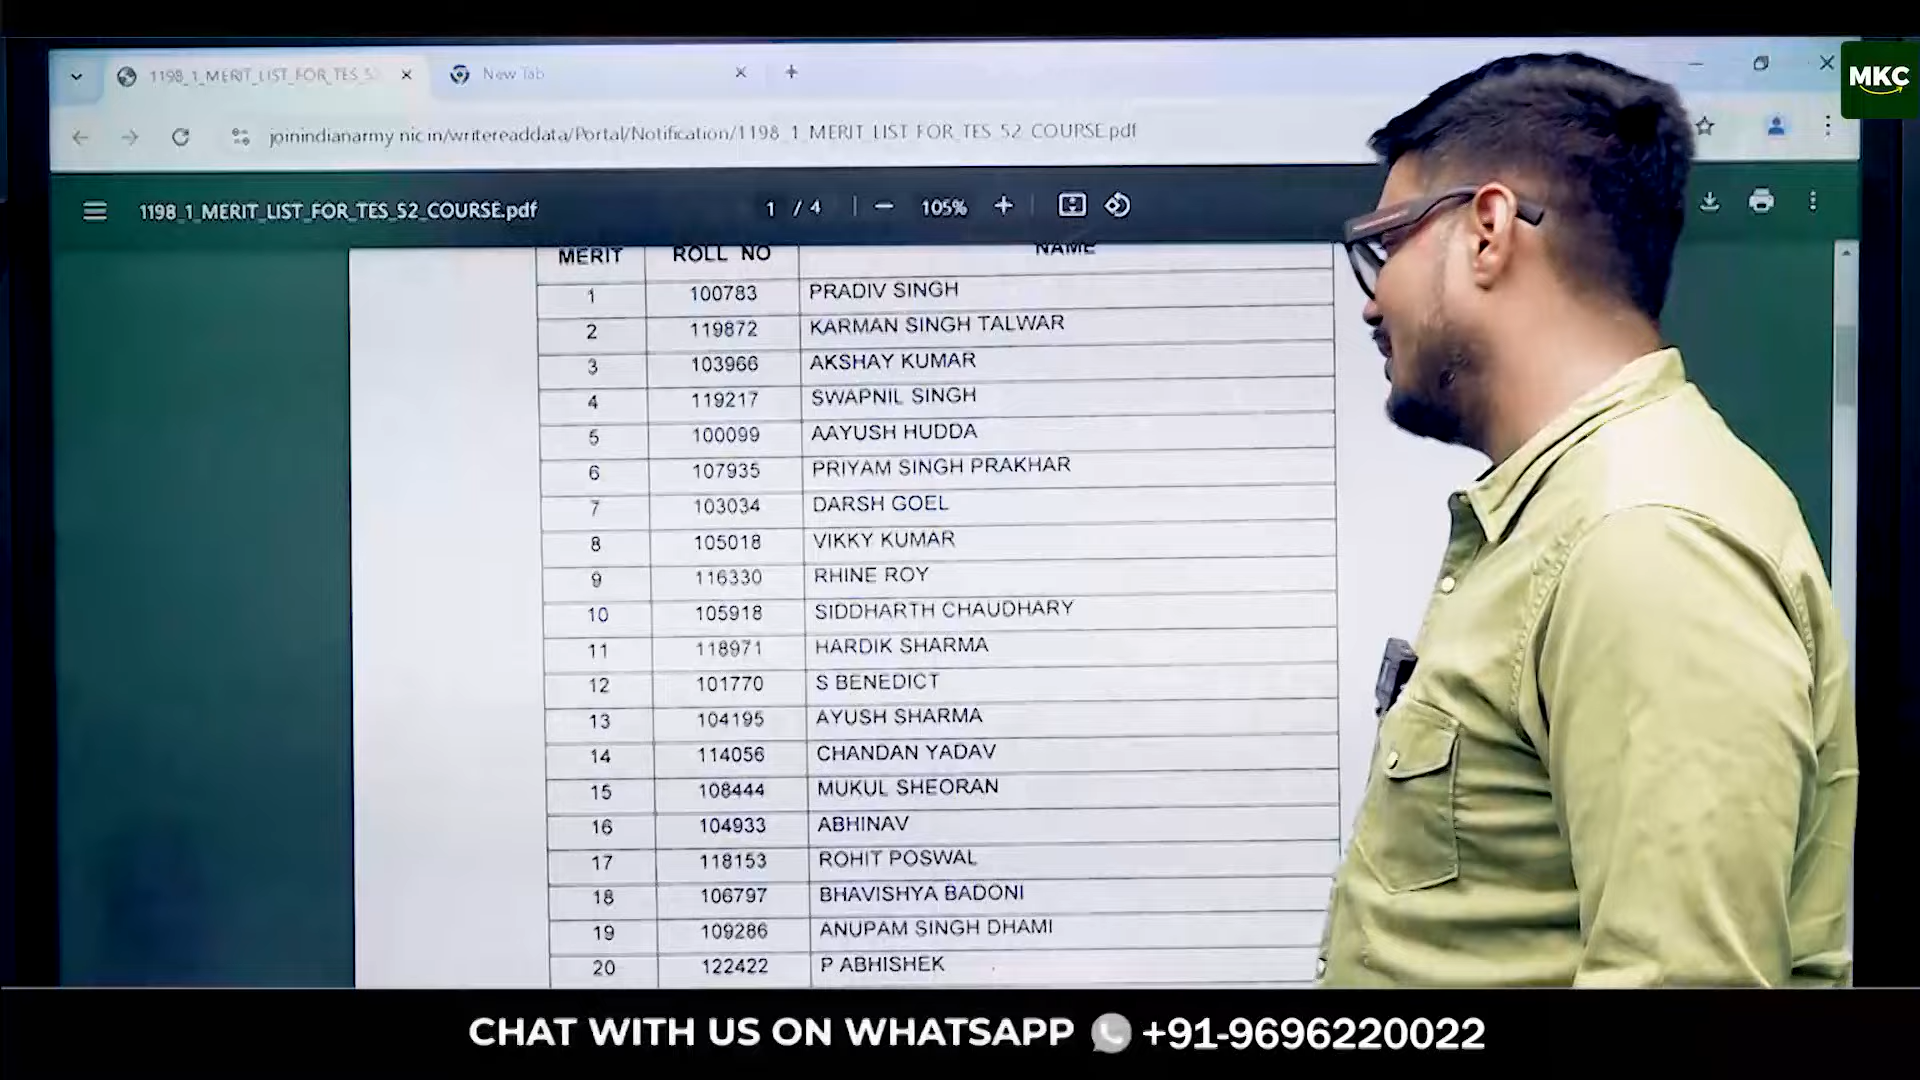 1198_1_MERIT_LIST_FOR_TES_52
New Tab
MKC
joinindianarmy.nic.in/writereaddata/Portal/Notification/1198_1_MERIT_LIST_FOR_TES_52_COURSE.pdf
1198_1_MERIT_LIST_FOR_TES_52_COURSE.pdf 1 / 4 105%
MERIT ROLL NO NAME
1 100783 PRADIV SINGH
2 119872 KARMAN SINGH TALWAR
3 103966 AKSHAY KUMAR
4 119217 SWAPNIL SINGH
5 100099 AAYUSH HUDDA
6 107935 PRIYAM SINGH PRAKHAR
7 103034 DARSH GOEL
8 105018 VIKKY KUMAR
9 116330 RHINE ROY
10 105918 SIDDHARTH CHAUDHARY
11 118971 HARDIK SHARMA
12 101770 S BENEDICT
13 104195 AYUSH SHARMA
14 114056 CHANDAN YADAV
15 108444 MUKUL SHEORAN
16 104933 ABHINAV
17 118153 ROHIT POSWAL
18 106797 BHAVISHYA BADONI
19 109286 ANUPAM SINGH DHAMI
20 122422 P ABHISHEK
CHAT WITH US ON WHATSAPP +91-9696220022